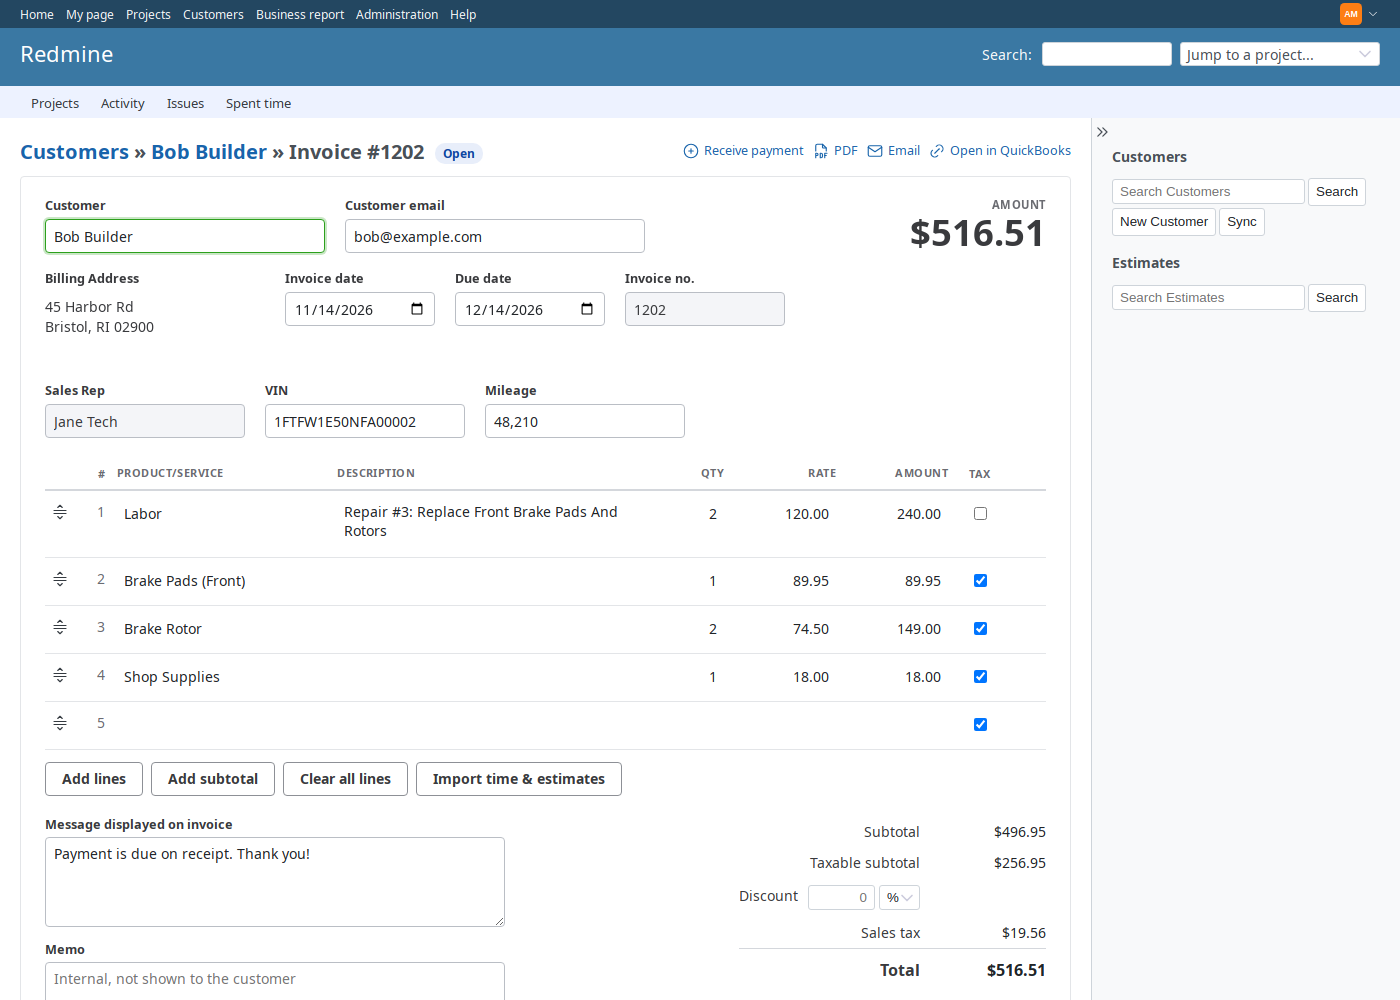 Home My page Projects Customers Business report Administration Help
AM
Redmine
Search:
Jump to a project...
Projects Activity Issues Spent time
Customers » Bob Builder » Invoice #1202 Open
Receive payment PDF Email Open in QuickBooks
Customer
Bob Builder
Customer email
bob@example.com
AMOUNT
$516.51
Billing Address
45 Harbor Rd
Bristol, RI 02900
Invoice date
11/14/2026
Due date
12/14/2026
Invoice no.
1202
Sales Rep
Jane Tech
VIN
1FTFW1E50NFA00002
Mileage
48,210
# PRODUCT/SERVICE DESCRIPTION QTY RATE AMOUNT TAX
1 Labor Repair #3: Replace Front Brake Pads And Rotors 2 120.00 240.00
2 Brake Pads (Front) 1 89.95 89.95
3 Brake Rotor 2 74.50 149.00
4 Shop Supplies 1 18.00 18.00
5
Add lines Add subtotal Clear all lines Import time & estimates
Message displayed on invoice
Payment is due on receipt. Thank you!
Memo
Internal, not shown to the customer
Subtotal $496.95
Taxable subtotal $256.95
Discount 0 %
Sales tax $19.56
Total $516.51
Customers
Search Customers Search
New Customer Sync
Estimates
Search Estimates Search